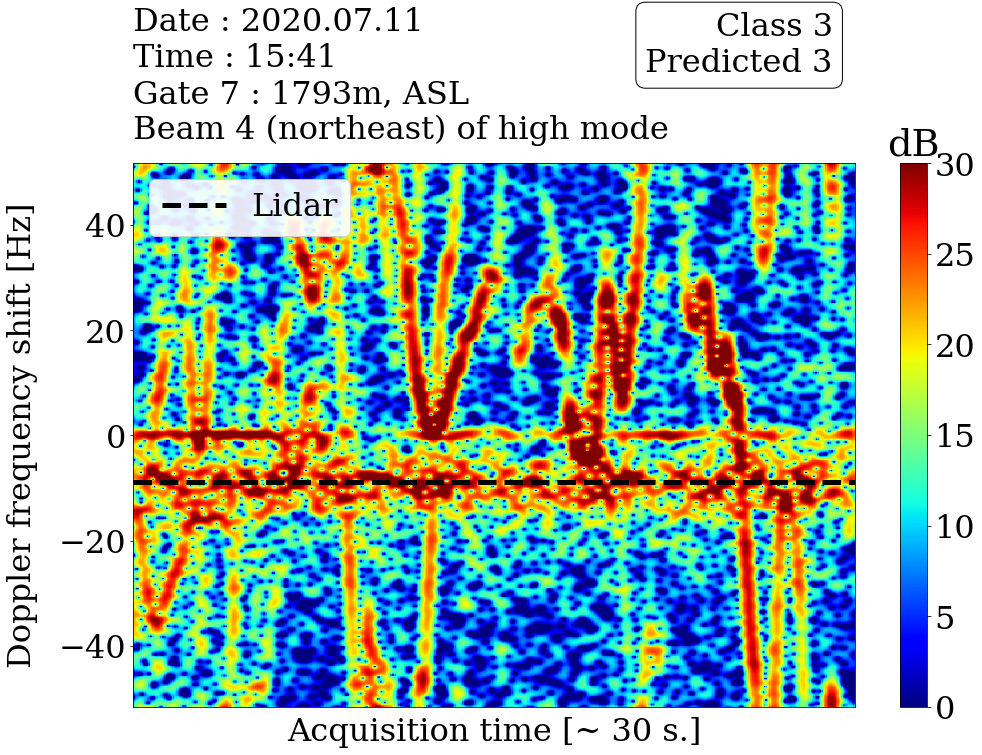 Date : 2020.07.11
Time : 15:41
Gate 7 : 1793m, ASL
Beam 4 (northeast) of high mode
Class 3
Predicted 3
dB
Lidar
Doppler frequency shift [Hz]
40
20
0
−20
−40
30
25
20
15
10
5
0
Acquisition time [~ 30 s.]